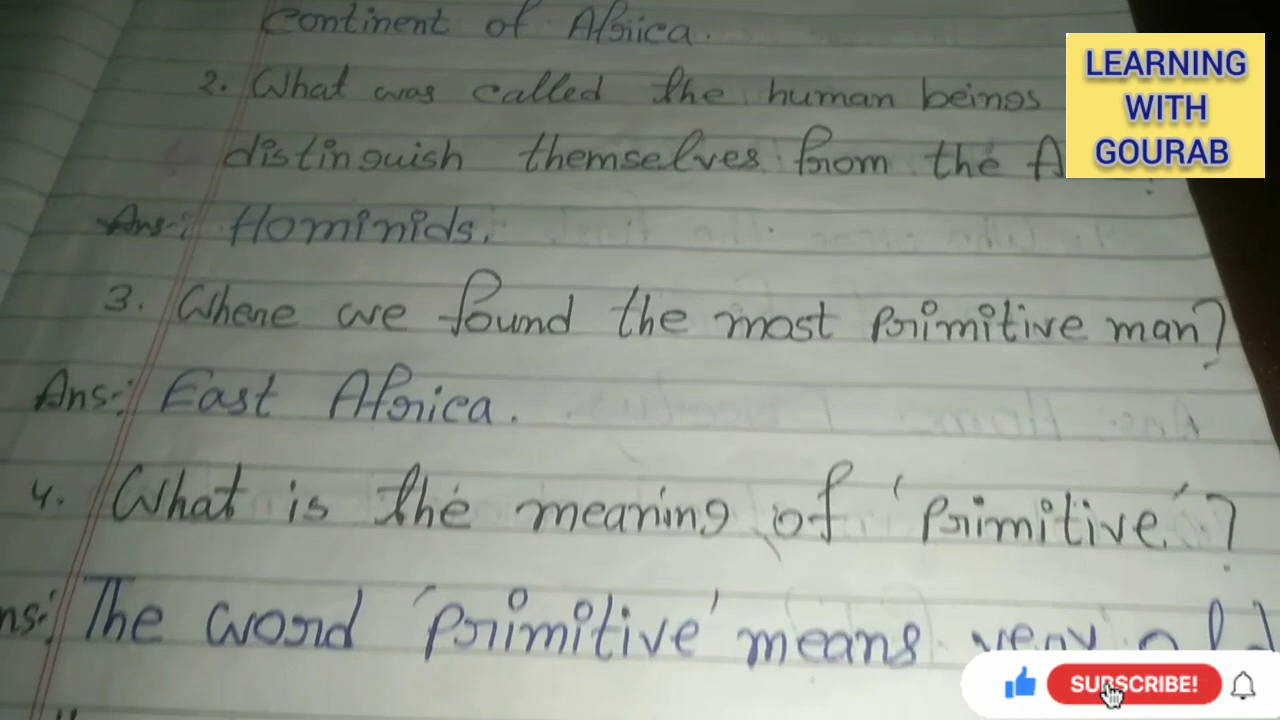 continent of Africa.
2. What was called the human beings
distinguish themselves from the
Ans:- Hominids.
3. Where we found the most Primitive man?
Ans:- East Africa.
4. What is the meaning of 'Primitive'?
ns:- The word 'Primitive' means very old
LEARNING
WITH
GOURAB
SUBSCRIBE!